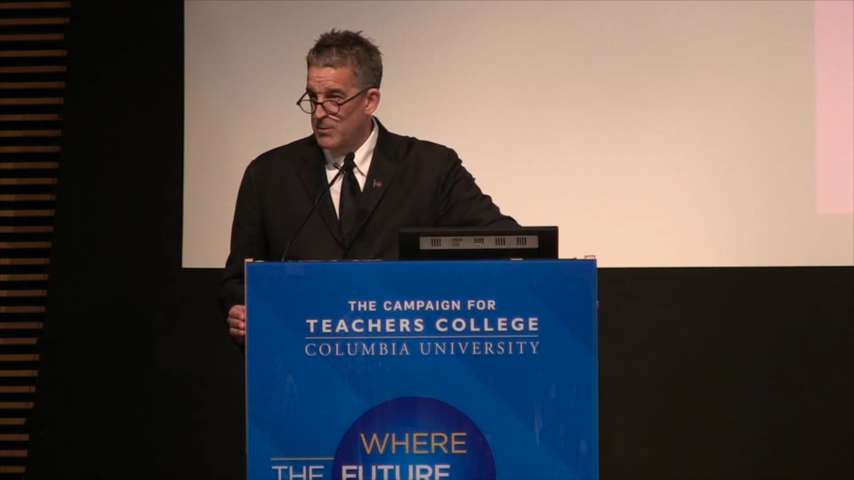 THE CAMPAIGN FOR
TEACHERS COLLEGE
COLUMBIA UNIVERSITY
WHERE
THE FUTURE